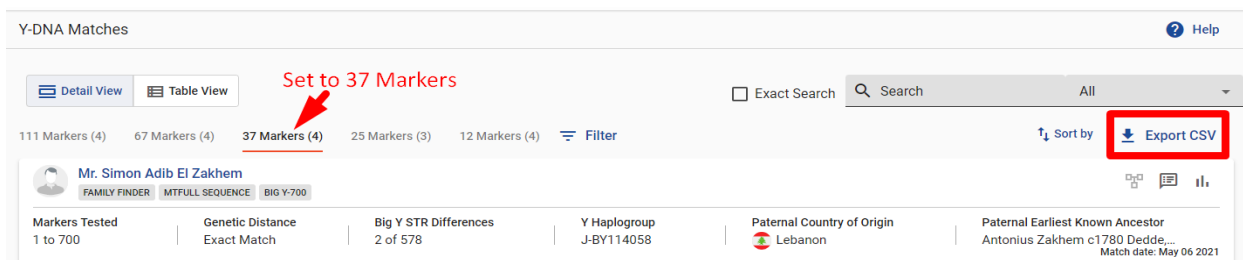 Y-DNA Matches
Help
Set to 37 Markers
Detail View
Table View
Exact Search
Search
All
111 Markers (4)
67 Markers (4)
37 Markers (4)
25 Markers (3)
12 Markers (4)
Filter
Sort by
Export CSV
Mr. Simon Adib El Zakhem
FAMILY FINDER
MTFULL SEQUENCE
BIG Y-700
Markers Tested
1 to 700
Genetic Distance
Exact Match
Big Y STR Differences
2 of 578
Y Haplogroup
J-BY114058
Paternal Country of Origin
Lebanon
Paternal Earliest Known Ancestor
Antonius Zakhem c1780 Dedde,...
Match date: May 06 2021